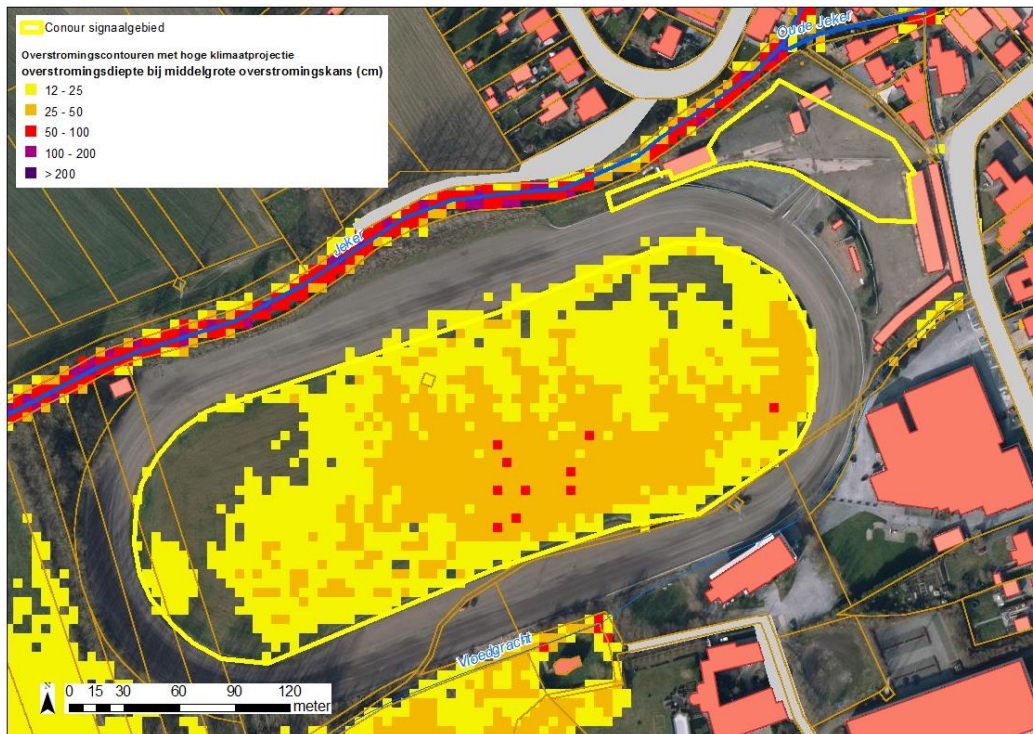 Conour signaalgebied
Overstromingscontouren met hoge klimaatprojectie
overstromingsdiepte bij middelgrote overstromingskans (cm)
12 - 25
25 - 50
50 - 100
100 - 200
> 200
Oude Jeker
Jeker
Vloedgracht
N
0 15 30 60 90 120
meter